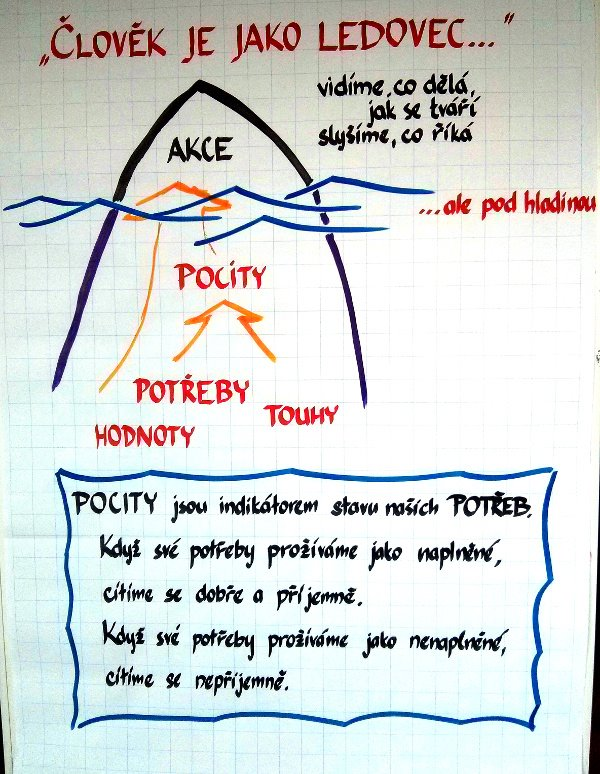 „ČLOVĚK JE JAKO LEDOVEC..."
vidíme, co dělá,
jak se tváří
slyšíme, co říká
AKCE
...ale pod hladinou
POCITY
POTŘEBY
TOUHY
HODNOTY
POCITY jsou indikátorem stavu našich POTŘEB.
Když své potřeby prožíváme jako naplněné,
cítíme se dobře a příjemně.
Když své potřeby prožíváme jako nenaplněné,
cítíme se nepříjemně.